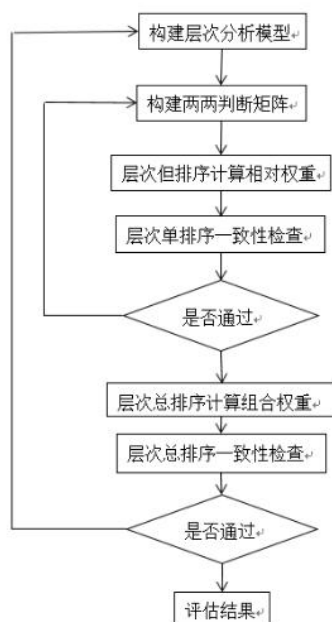 构建层次分析模型
构建两两判断矩阵
层次但排序计算相对权重
层次单排序一致性检查
是否通过
层次总排序计算组合权重
层次总排序一致性检查
是否通过
评估结果